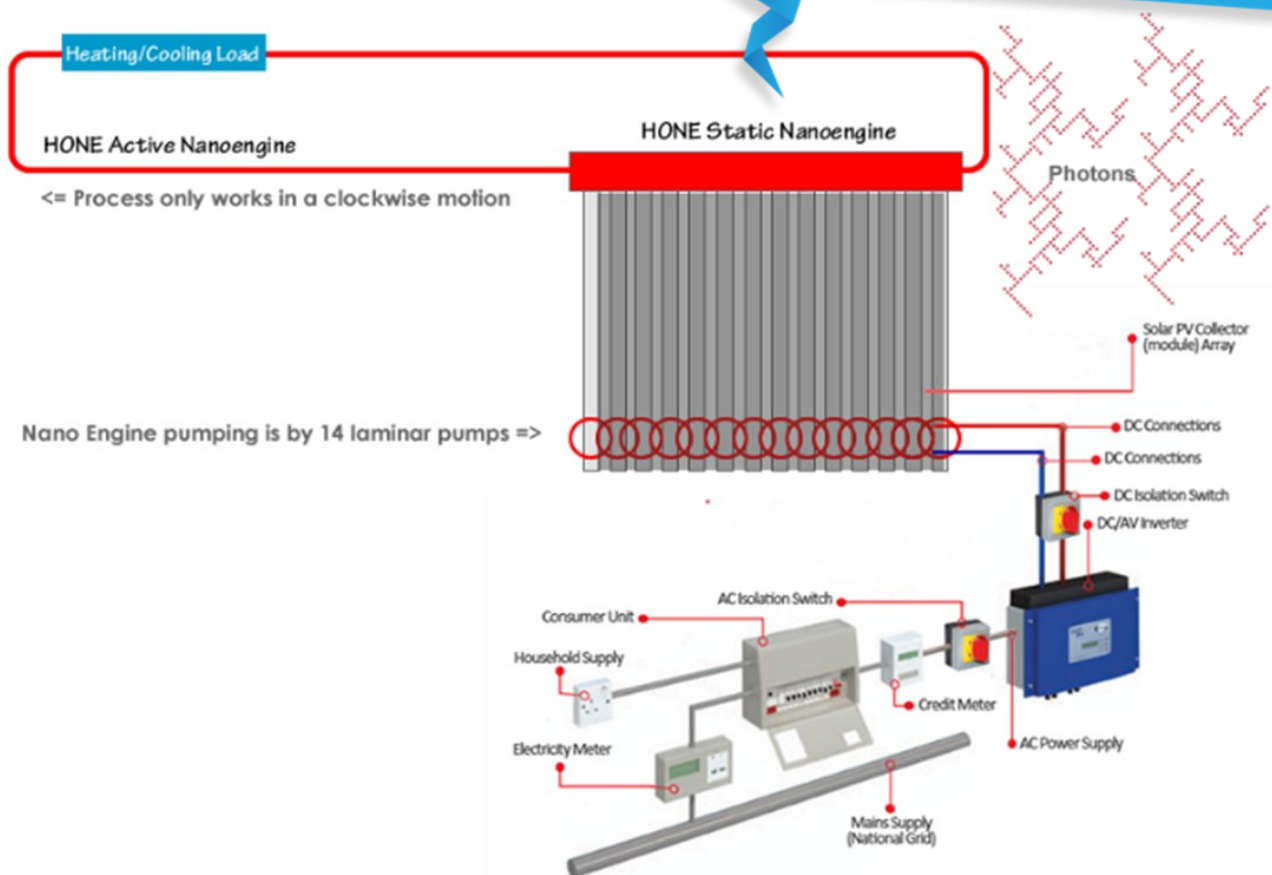 Heating/Cooling Load
HONE Active Nanoengine
HONE Static Nanoengine
<= Process only works in a clockwise motion
Photons
Solar PV Collector
(module) Array
Nano Engine pumping is by 14 laminar pumps =>
DC Connections
DC Connections
DC Isolation Switch
DC/AV Inverter
AC Isolation Switch
Consumer Unit
Household Supply
Credit Meter
Electricity Meter
AC Power Supply
Mains Supply
(National Grid)